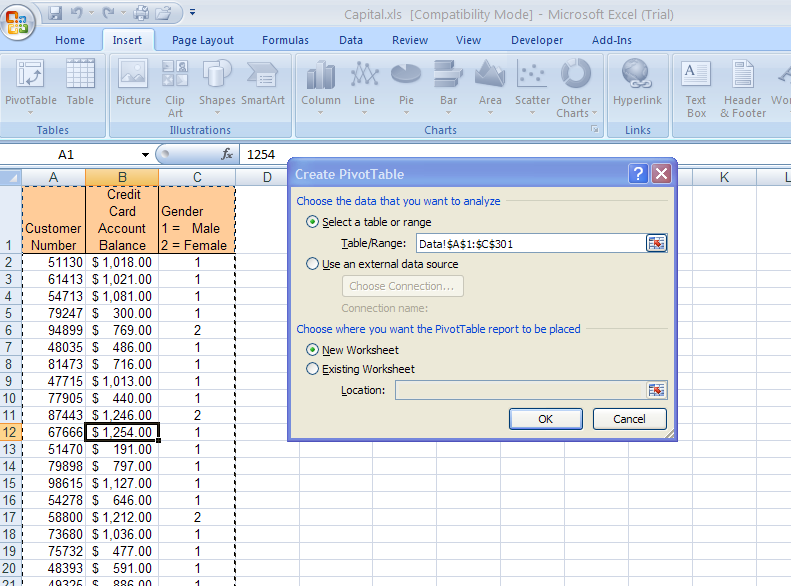 Capital.xls [Compatibility Mode] - Microsoft Excel (Trial)
Home Insert Page Layout Formulas Data Review View Developer Add-Ins
PivotTable Table Picture Clip Art Shapes SmartArt Column Line Pie Bar Area Scatter Other Charts Hyperlink Text Box Header & Footer
Tables Illustrations Charts Links
A1 fx 1254
A B C D K L
1 Customer Number Credit Card Account Balance Gender 1 = Male 2 = Female
2 51130 $ 1,018.00 1
3 61413 $ 1,021.00 1
4 54713 $ 1,081.00 1
5 79247 $ 300.00 1
6 94899 $ 769.00 2
7 48035 $ 486.00 1
8 81473 $ 716.00 1
9 47715 $ 1,013.00 1
10 77905 $ 440.00 1
11 87443 $ 1,246.00 2
12 67666 $ 1,254.00 1
13 51470 $ 191.00 1
14 79898 $ 797.00 1
15 98615 $ 1,127.00 1
16 54278 $ 646.00 1
17 58800 $ 1,212.00 2
18 73680 $ 1,036.00 1
19 75732 $ 477.00 1
20 48393 $ 591.00 1
21 49325 $ 886.00 1
Create PivotTable
Choose the data that you want to analyze
Select a table or range
Table/Range: Data!$A$1:$C$301
Use an external data source
Choose Connection...
Connection name:
Choose where you want the PivotTable report to be placed
New Worksheet
Existing Worksheet
Location:
OK Cancel